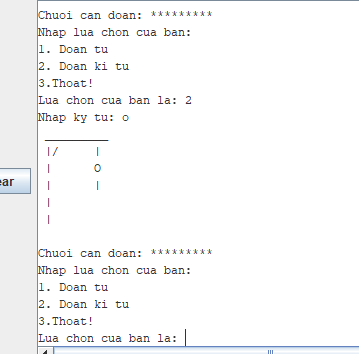 Chuoi can doan: *********
Nhap lua chon cua ban:
1. Doan tu
2. Doan ki tu
3.Thoat!
Lua chon cua ban la: 2
Nhap ky tu: o
 _________
 |/     |
 |      O
 |      |
 |
 |
ear
Chuoi can doan: *********
Nhap lua chon cua ban:
1. Doan tu
2. Doan ki tu
3.Thoat!
Lua chon cua ban la: